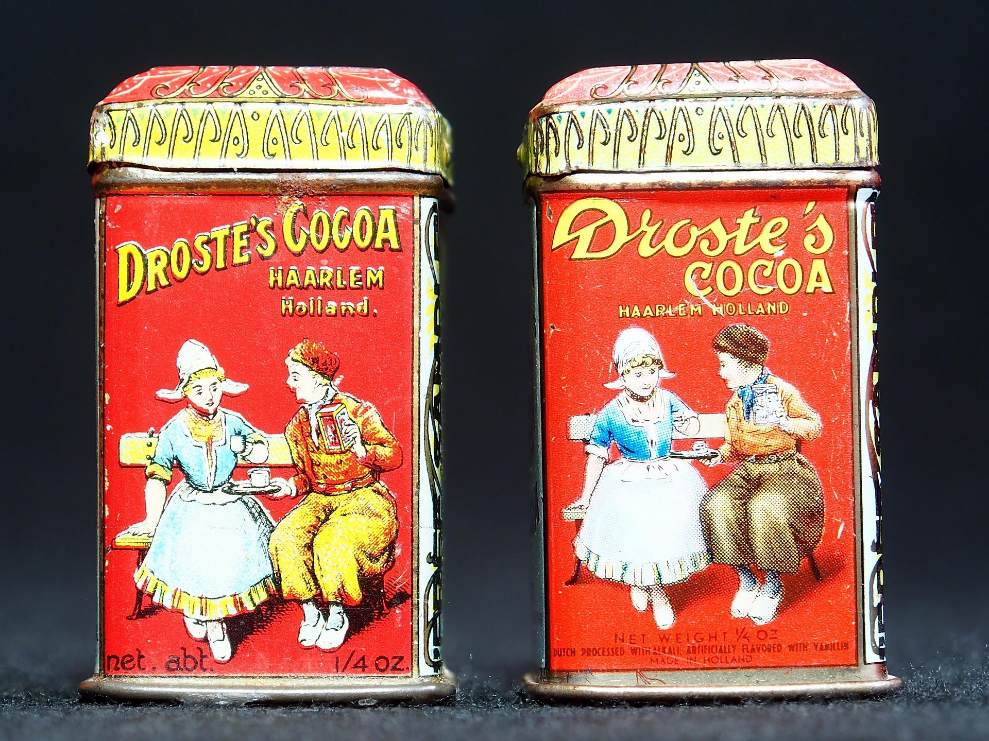 DROSTE'S COCOA
HAARLEM
Holland.
net. abt. 1/4 oz.
Droste's
COCOA
HAARLEM HOLLAND
NET WEIGHT ¼ OZ
DUTCH PROCESSED WITH ALKALI, ARTIFICIALLY FLAVORED WITH VANILLIN
MADE IN HOLLAND